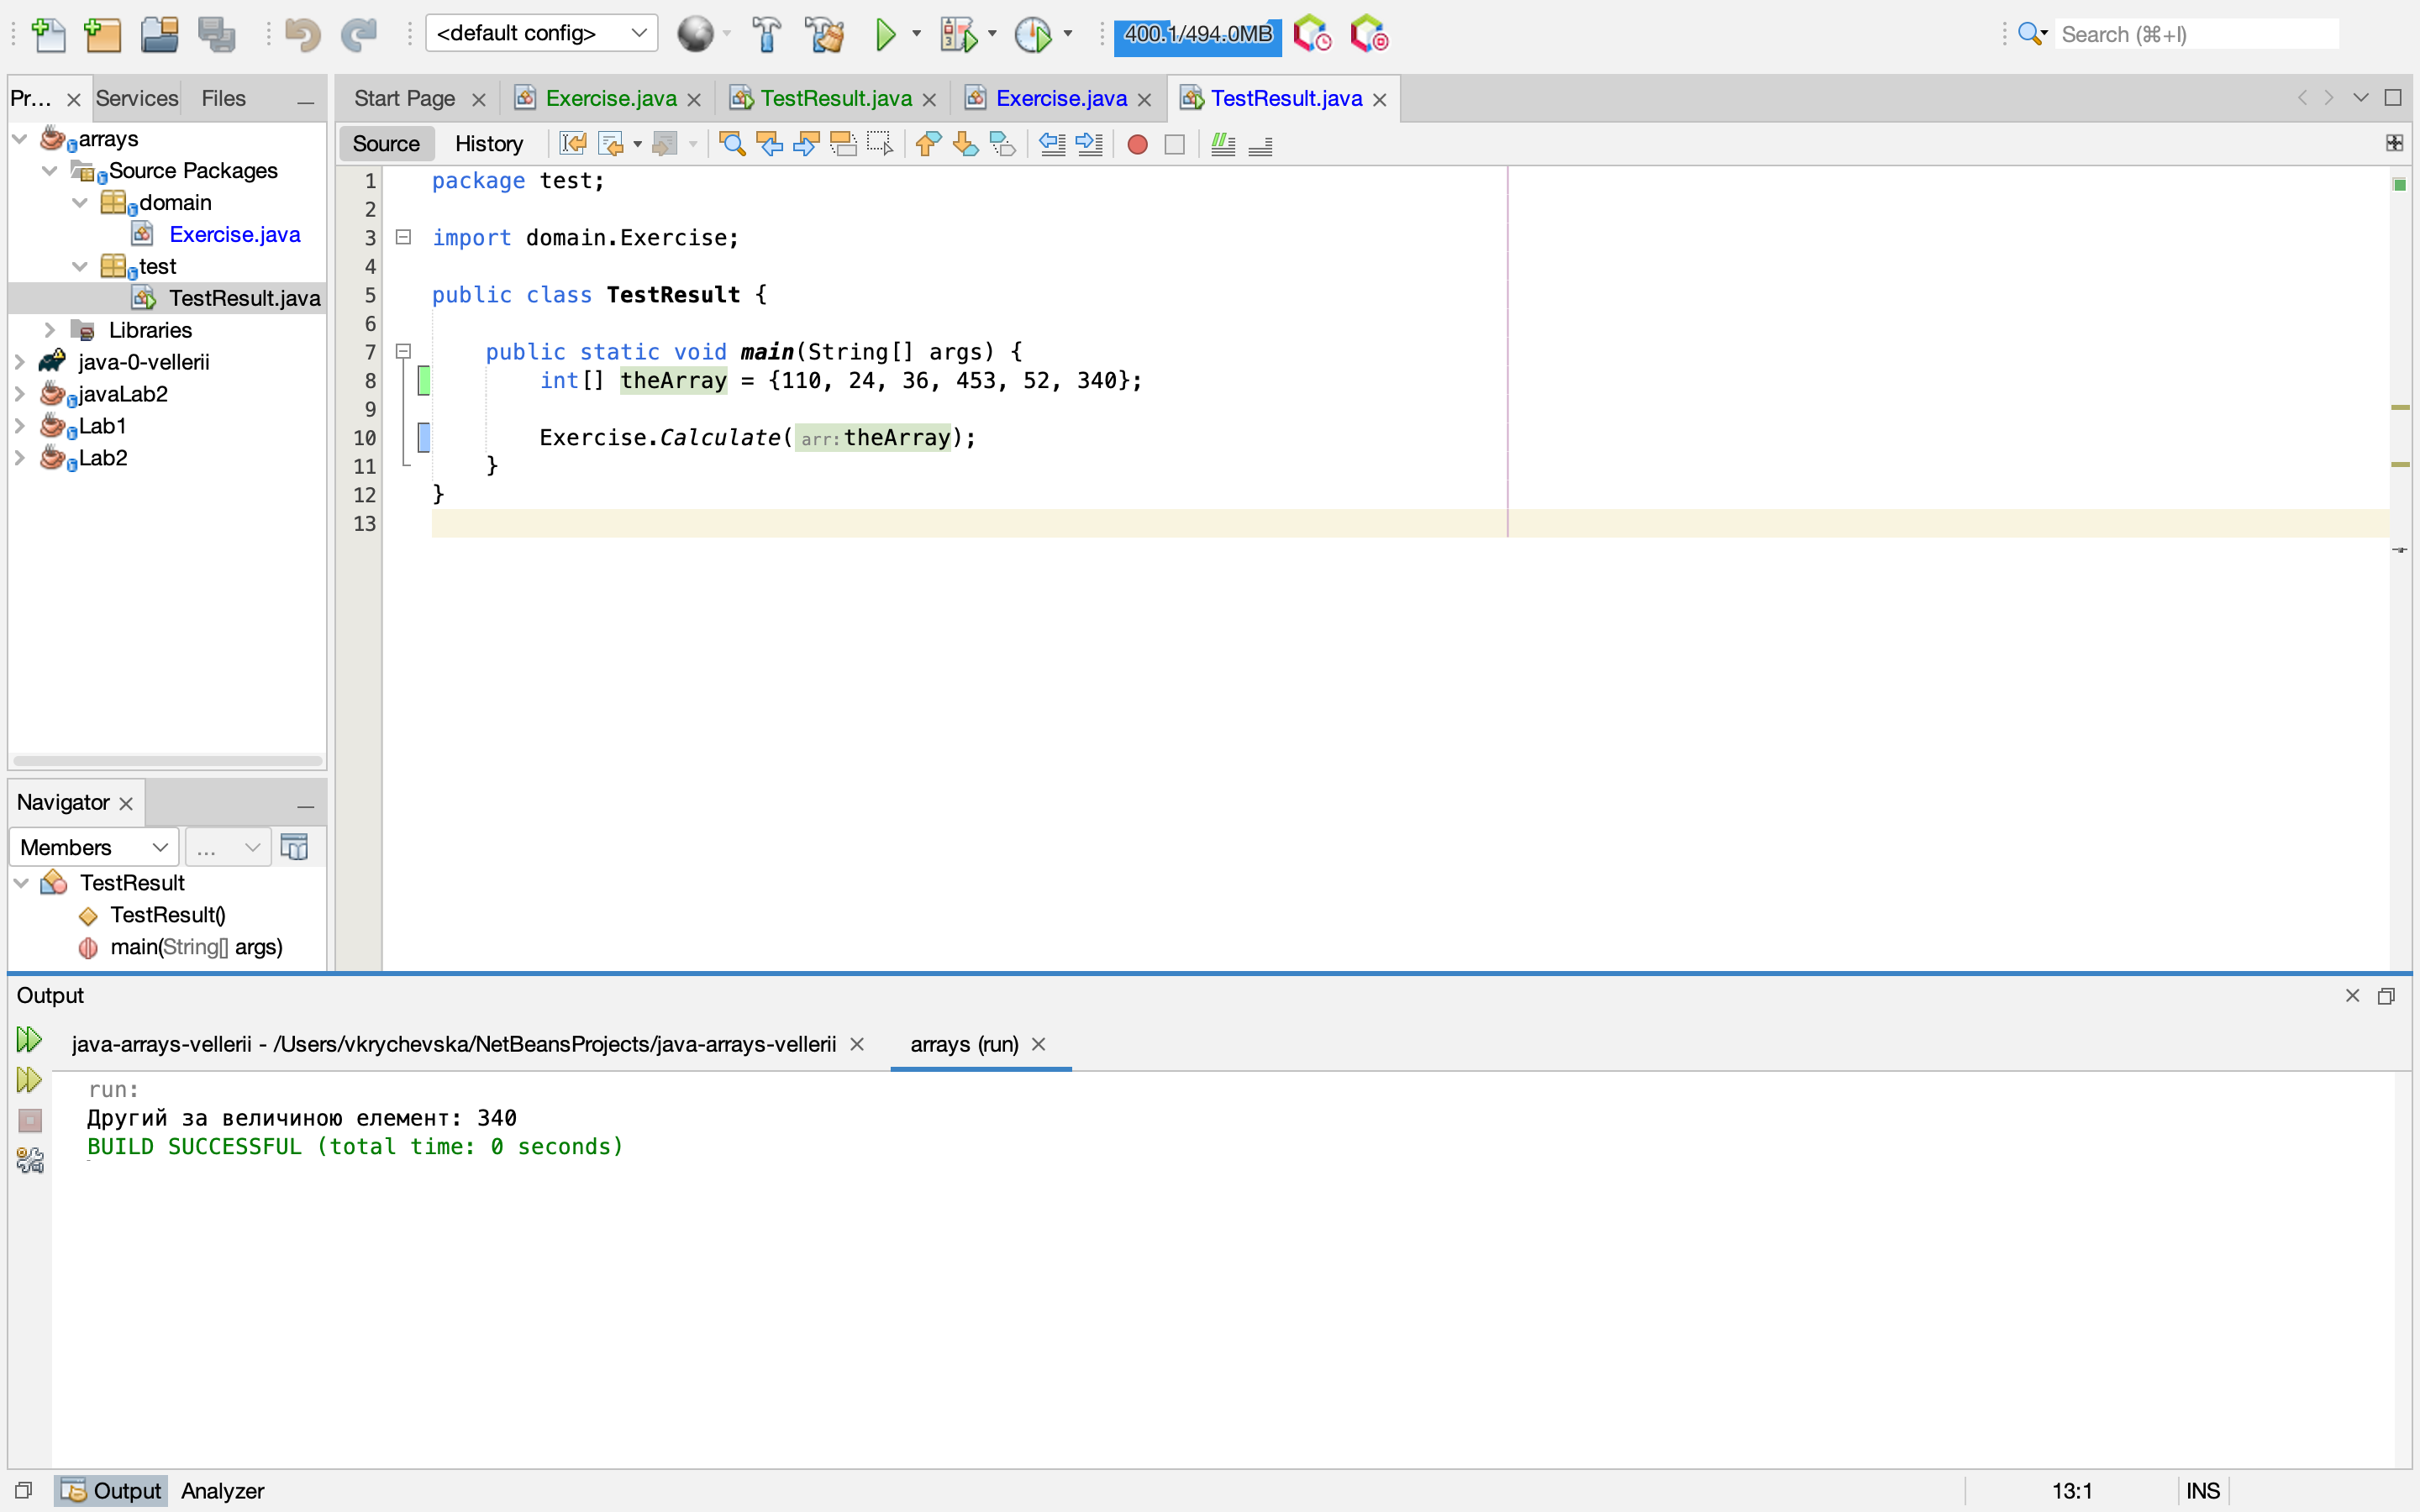 <default config>
400.1/494.0MB
Search (⌘+I)
Pr...
Services
Files
Start Page
Exercise.java
TestResult.java
Exercise.java
TestResult.java
arrays
Source Packages
domain
Exercise.java
test
TestResult.java
Libraries
java-0-vellerii
javaLab2
Lab1
Lab2
Source
History
1 package test;
2
3 import domain.Exercise;
4
5 public class TestResult {
6
7 public static void main(String[] args) {
8 int[] theArray = {110, 24, 36, 453, 52, 340};
9
10 Exercise.Calculate(arr:theArray);
11 }
12 }
13
Navigator
Members
...
TestResult
TestResult()
main(String[] args)
Output
java-arrays-vellerii - /Users/vkrychevska/NetBeansProjects/java-arrays-vellerii
arrays (run)
run:
Другий за величиною елемент: 340
BUILD SUCCESSFUL (total time: 0 seconds)
Output
Analyzer
13:1
INS